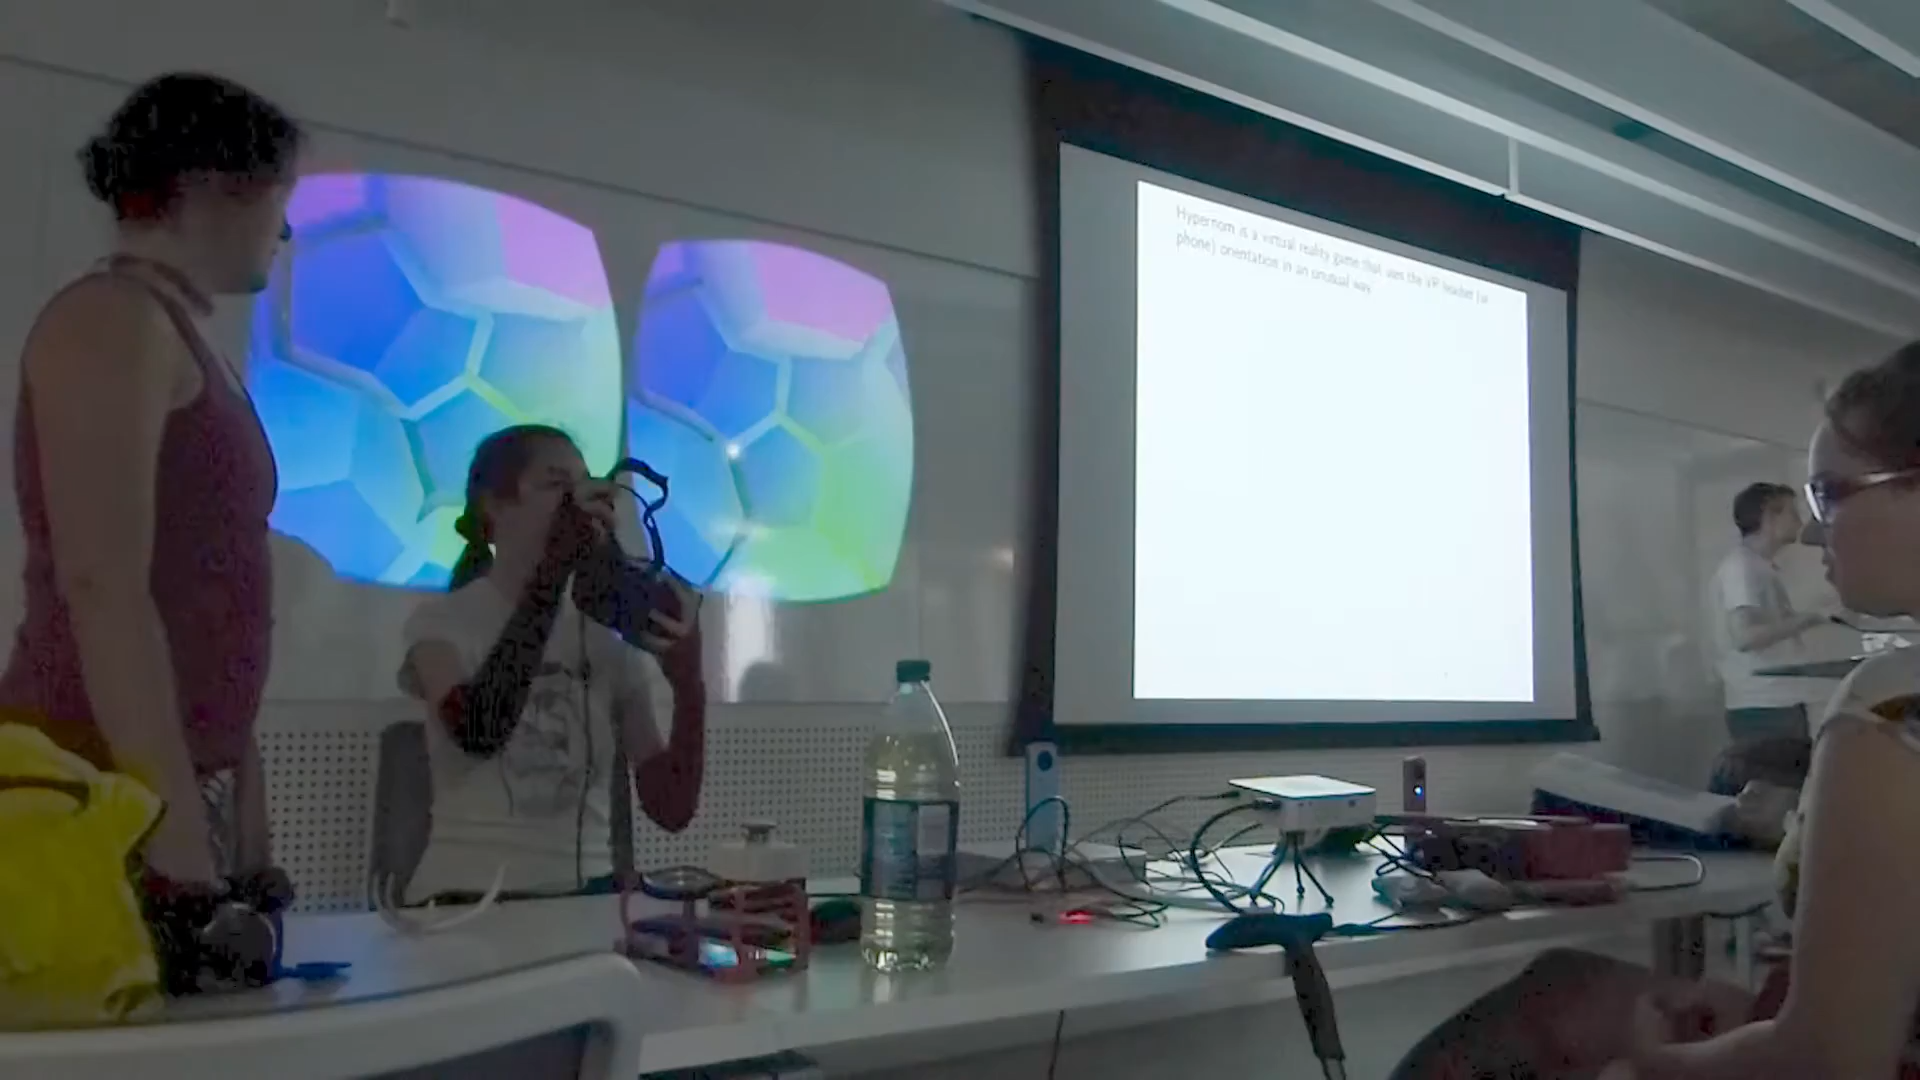 Hypernom is a virtual reality game that uses the VR headset (or
phone) orientation in an unusual way.